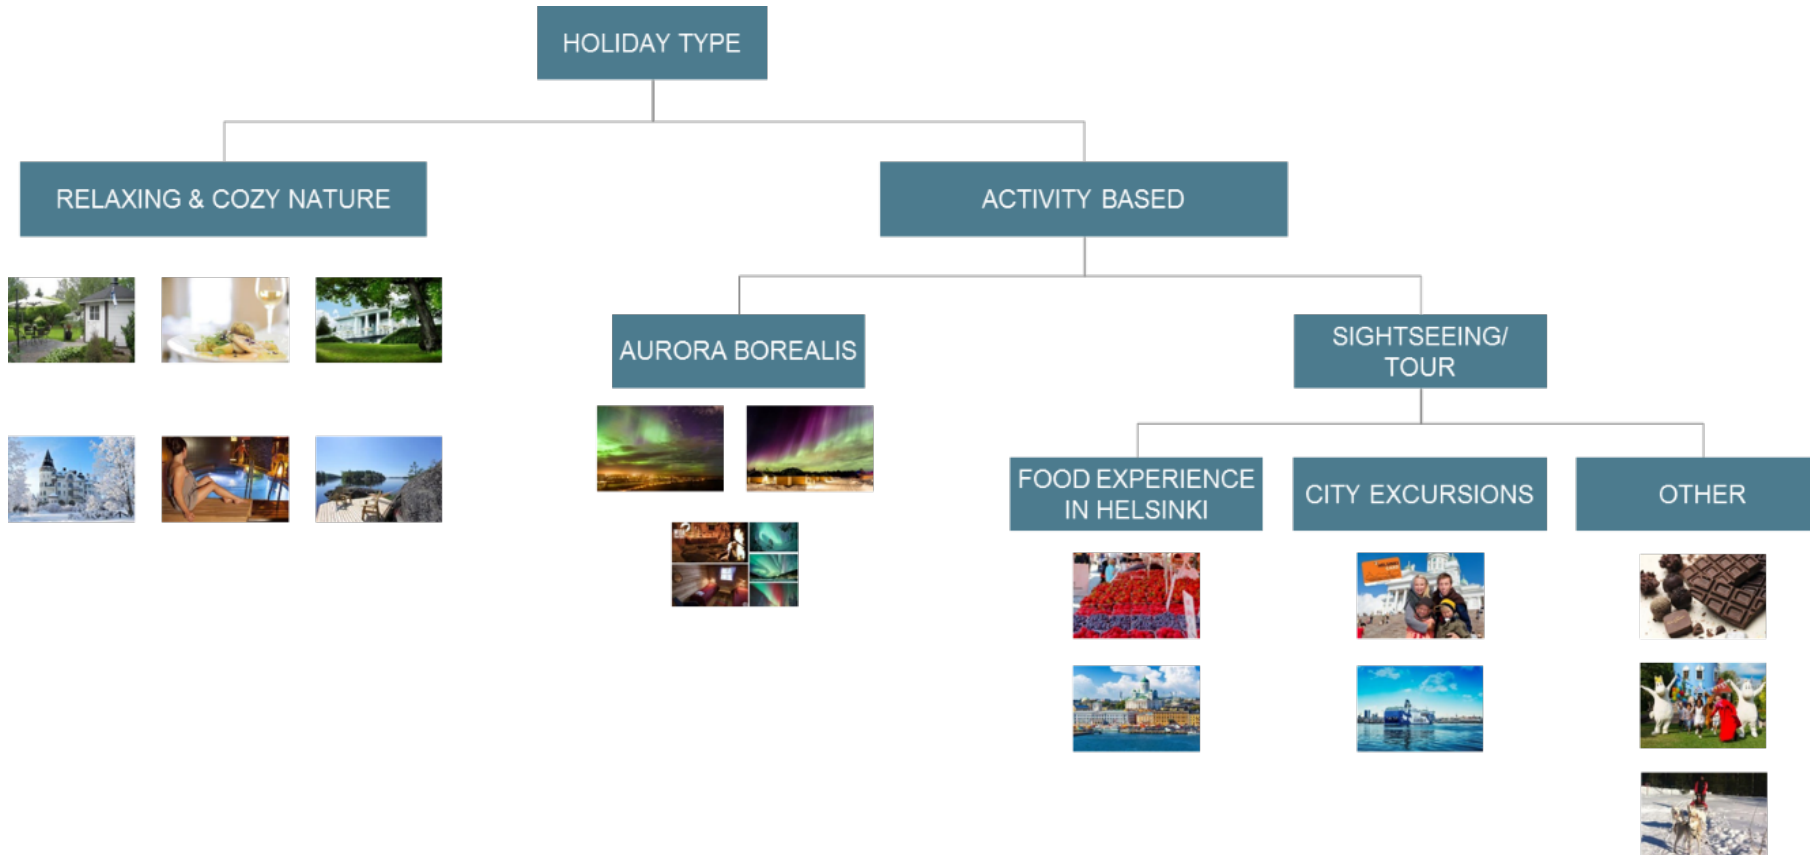 HOLIDAY TYPE
RELAXING & COZY NATURE
ACTIVITY BASED
AURORA BOREALIS
SIGHTSEEING/
TOUR
FOOD EXPERIENCE
IN HELSINKI
CITY EXCURSIONS
OTHER